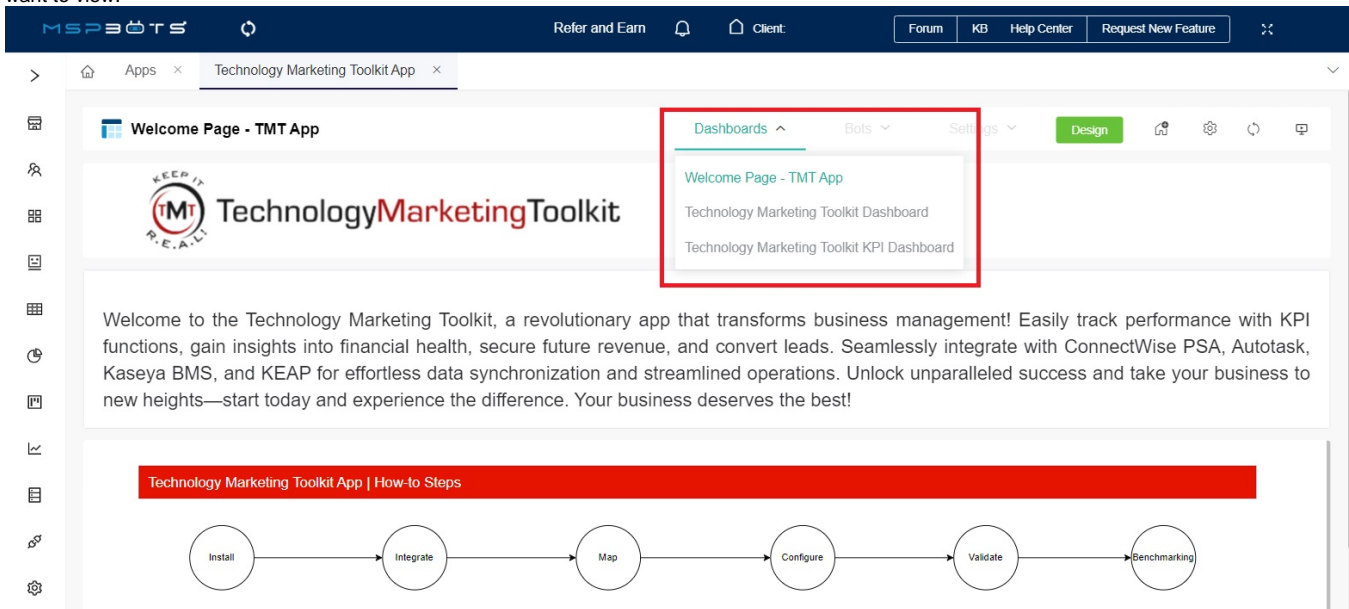 want to view?
MSPBOTS
Refer and Earn
Client:
Forum
KB
Help Center
Request New Feature
Apps ×
Technology Marketing Toolkit App ×
Welcome Page - TMT App
Dashboards
Bots
Settings
Design
KEEP IT
TMT
R.E.A.L!
TechnologyMarketingToolkit
Welcome Page - TMT App
Technology Marketing Toolkit Dashboard
Technology Marketing Toolkit KPI Dashboard
Welcome to the Technology Marketing Toolkit, a revolutionary app that transforms business management! Easily track performance with KPI
functions, gain insights into financial health, secure future revenue, and convert leads. Seamlessly integrate with ConnectWise PSA, Autotask,
Kaseya BMS, and KEAP for effortless data synchronization and streamlined operations. Unlock unparalleled success and take your business to
new heights—start today and experience the difference. Your business deserves the best!
Technology Marketing Toolkit App | How-to Steps
Install
Integrate
Map
Configure
Validate
Benchmarking